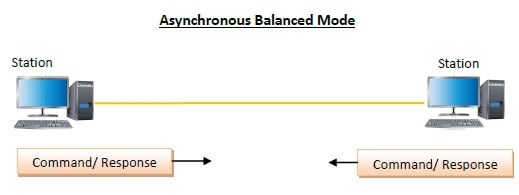 Asynchronous Balanced Mode
Station
Station
Command/ Response
Command/ Response